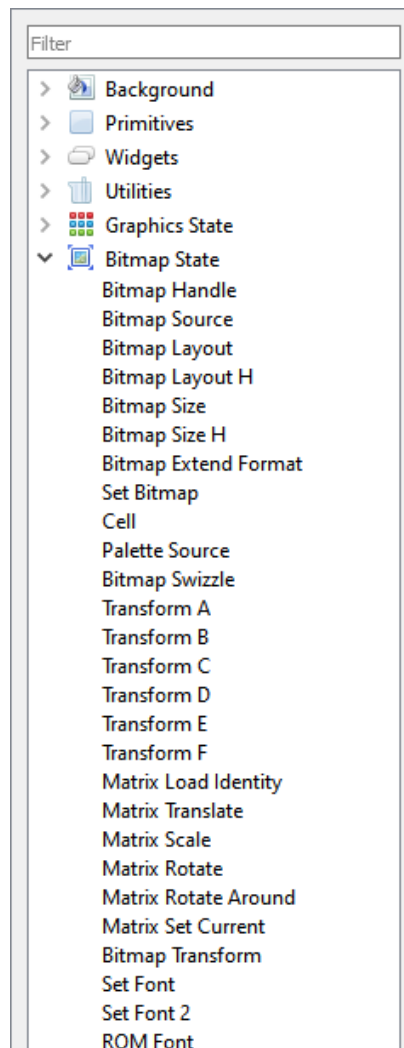 Filter
Background
Primitives
Widgets
Utilities
Graphics State
Bitmap State
Bitmap Handle
Bitmap Source
Bitmap Layout
Bitmap Layout H
Bitmap Size
Bitmap Size H
Bitmap Extend Format
Set Bitmap
Cell
Palette Source
Bitmap Swizzle
Transform A
Transform B
Transform C
Transform D
Transform E
Transform F
Matrix Load Identity
Matrix Translate
Matrix Scale
Matrix Rotate
Matrix Rotate Around
Matrix Set Current
Bitmap Transform
Set Font
Set Font 2
ROM Font